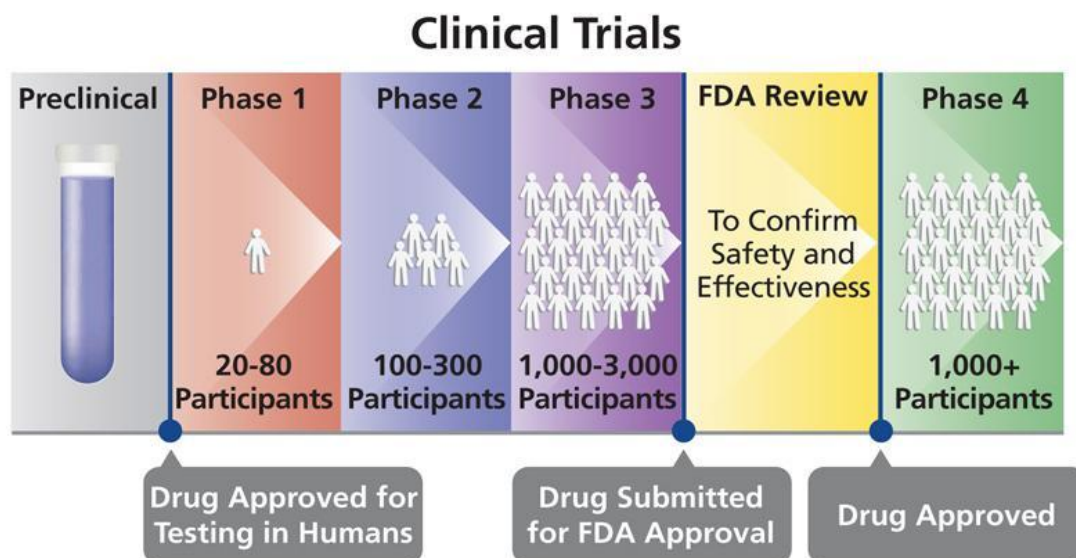 Clinical Trials
Preclinical
Phase 1
Phase 2
Phase 3
FDA Review
Phase 4
To Confirm
Safety and
Effectiveness
20-80
Participants
100-300
Participants
1,000-3,000
Participants
1,000+
Participants
Drug Approved for
Testing in Humans
Drug Submitted
for FDA Approval
Drug Approved